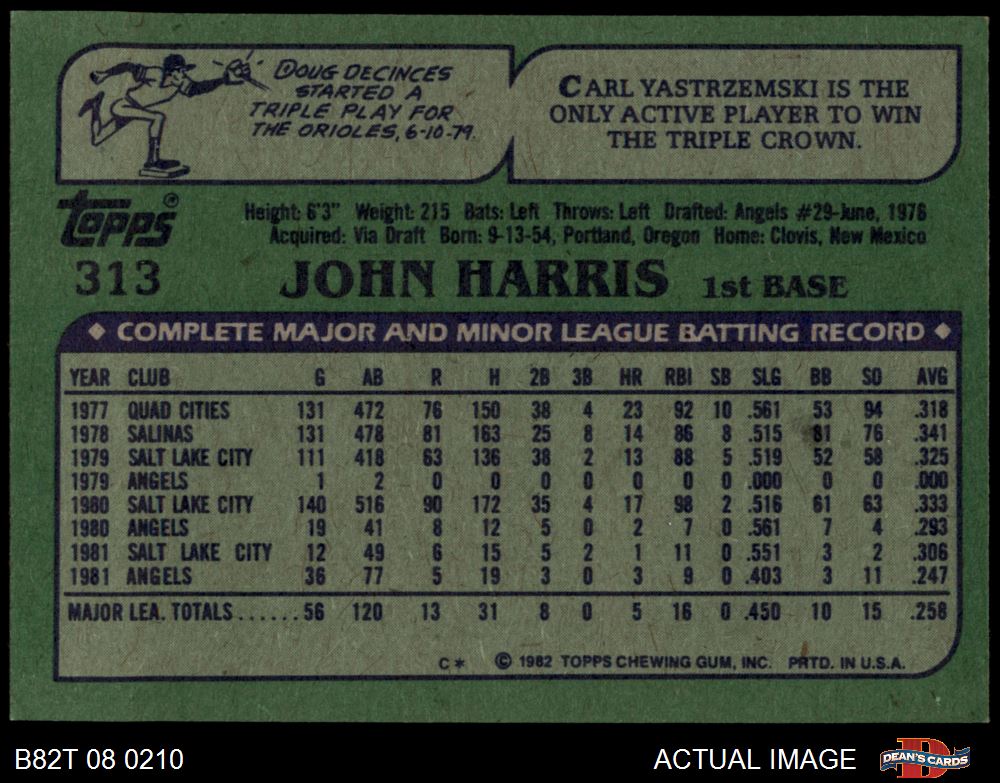 DOUG DECINCES
STARTED A
TRIPLE PLAY FOR
THE ORIOLES, 6-10-79.
CARL YASTRZEMSKI IS THE
ONLY ACTIVE PLAYER TO WIN
THE TRIPLE CROWN.
topps®
Height: 6'3" Weight: 215 Bats: Left Throws: Left Drafted: Angels #29-June, 1976
Acquired: Via Draft Born: 9-13-54, Portland, Oregon Home: Clovis, New Mexico
313 JOHN HARRIS 1st BASE
◆ COMPLETE MAJOR AND MINOR LEAGUE BATTING RECORD ◆
YEAR CLUB G AB R H 2B 3B HR RBI SB SLG BB SO AVG
1977 QUAD CITIES 131 472 76 150 38 4 23 92 10 .561 53 94 .318
1978 SALINAS 131 478 81 163 25 8 14 86 8 .515 81 76 .341
1979 SALT LAKE CITY 111 418 63 136 38 2 13 88 5 .519 52 58 .325
1979 ANGELS 1 2 0 0 0 0 0 0 0 .000 0 0 .000
1980 SALT LAKE CITY 140 516 90 172 35 4 17 98 2 .516 61 63 .333
1980 ANGELS 19 41 8 12 5 0 2 7 0 .561 7 4 .293
1981 SALT LAKE CITY 12 49 6 15 5 2 1 11 0 .551 3 2 .306
1981 ANGELS 36 77 5 19 3 0 3 9 0 .403 3 11 .247
MAJOR LEA. TOTALS......56 120 13 31 8 0 5 16 0 .450 10 15 .258
C* © 1982 TOPPS CHEWING GUM, INC. PRTD. IN U.S.A.
B82T 08 0210 ACTUAL IMAGE D DEAN'S CARDS